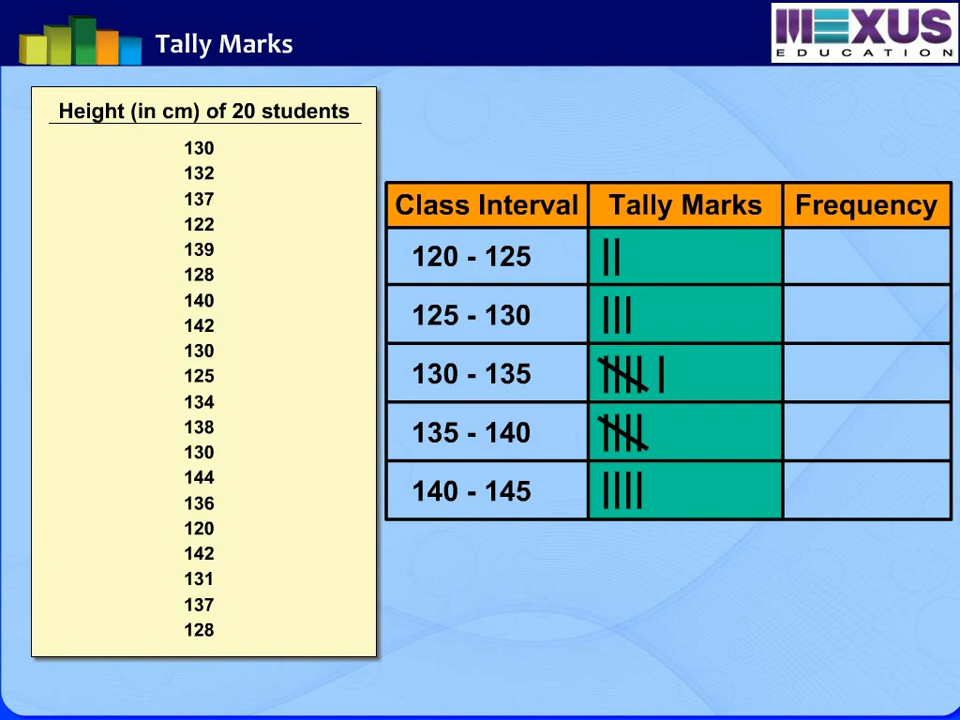 Tally Marks
MEXUS
EDUCATION
Height (in cm) of 20 students
130
132
137
122
139
128
140
142
130
125
134
138
130
144
136
120
142
131
137
128
Class Interval Tally Marks Frequency
120 - 125
125 - 130
130 - 135
135 - 140
140 - 145